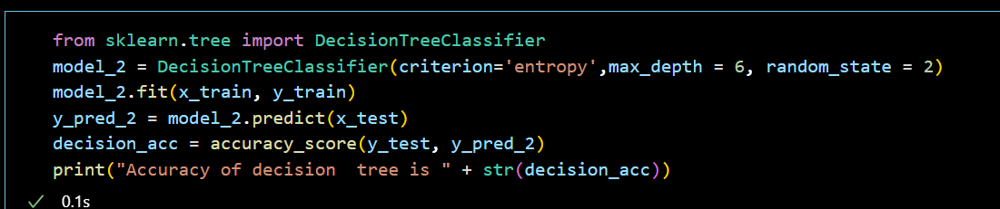 from sklearn.tree import DecisionTreeClassifier
model_2 = DecisionTreeClassifier(criterion='entropy',max_depth = 6, random_state = 2)
model_2.fit(x_train, y_train)
y_pred_2 = model_2.predict(x_test)
decision_acc = accuracy_score(y_test, y_pred_2)
print("Accuracy of decision  tree is " + str(decision_acc))
✓ 0.1s